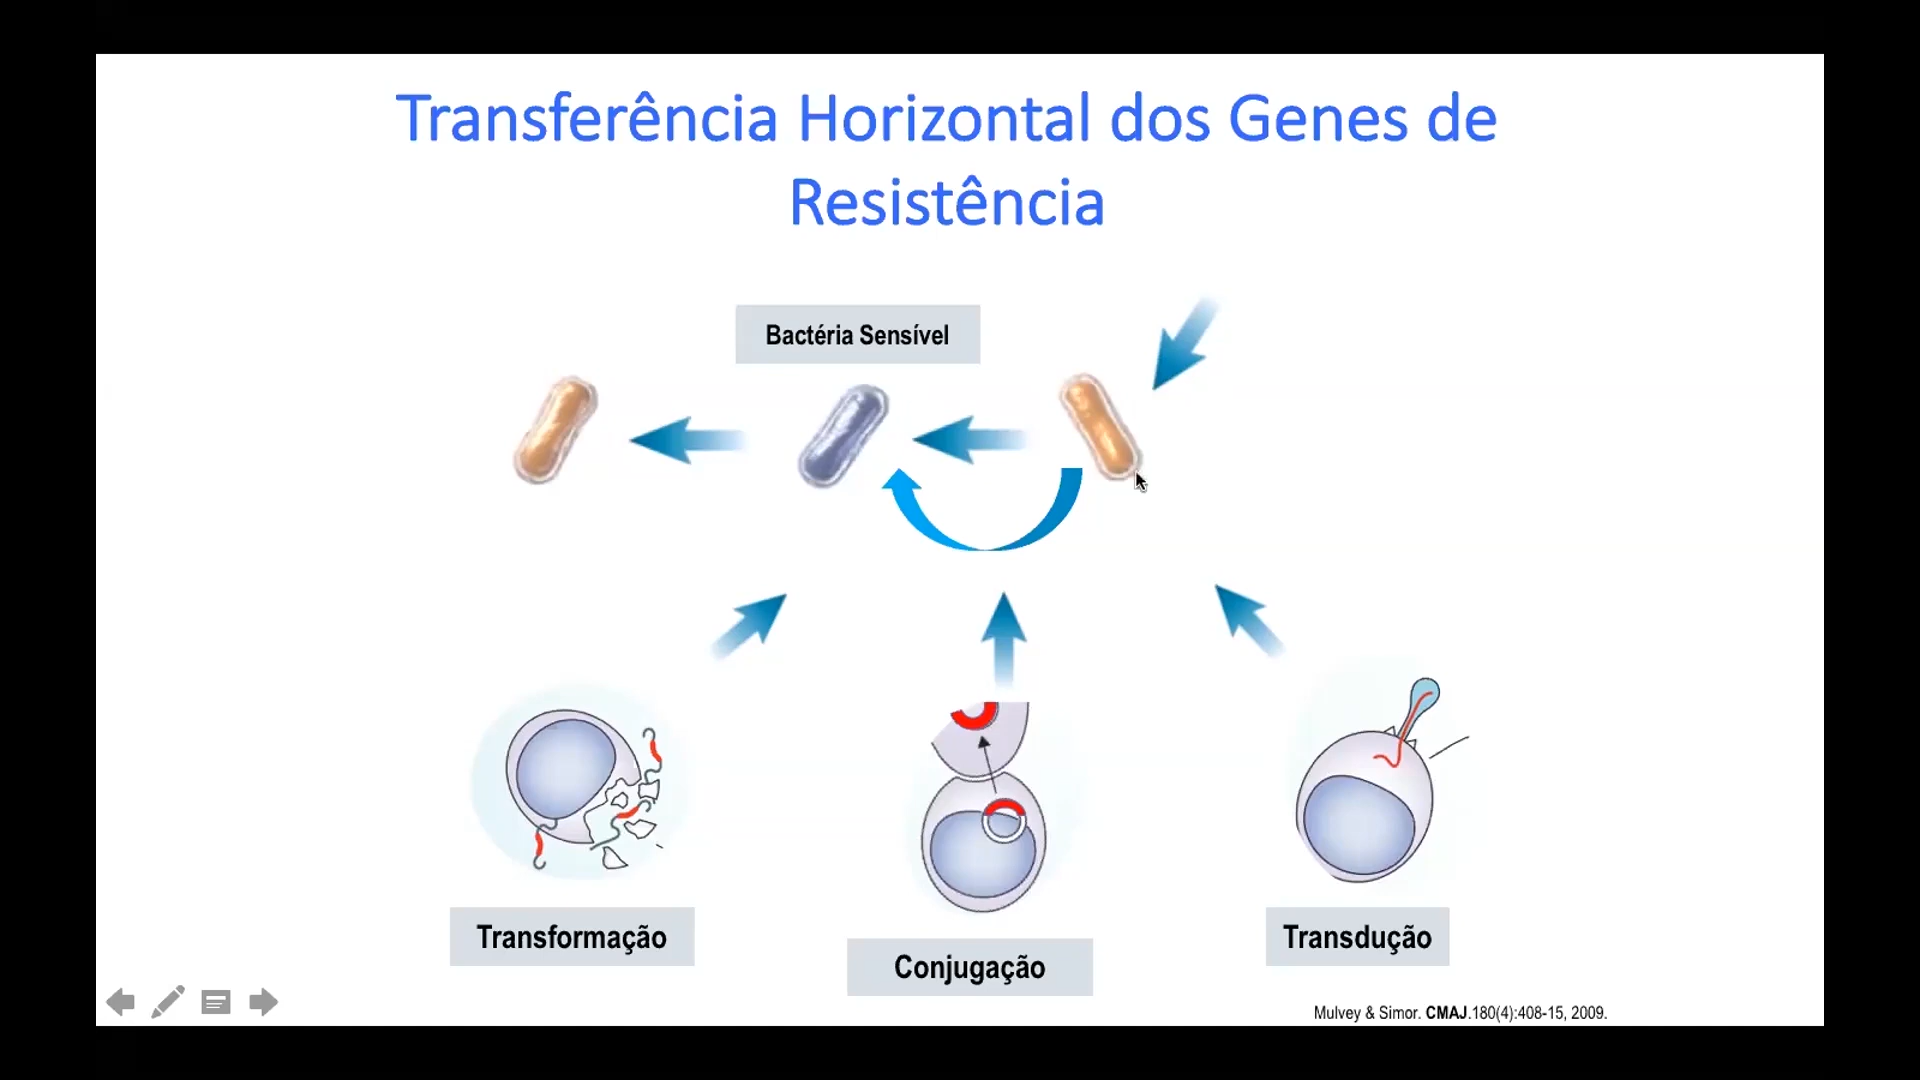 Transferência Horizontal dos Genes de
Resistência
Bactéria Sensível
Transformação
Conjugação
Transdução
Mulvey & Simor. CMAJ.180(4):408-15, 2009.